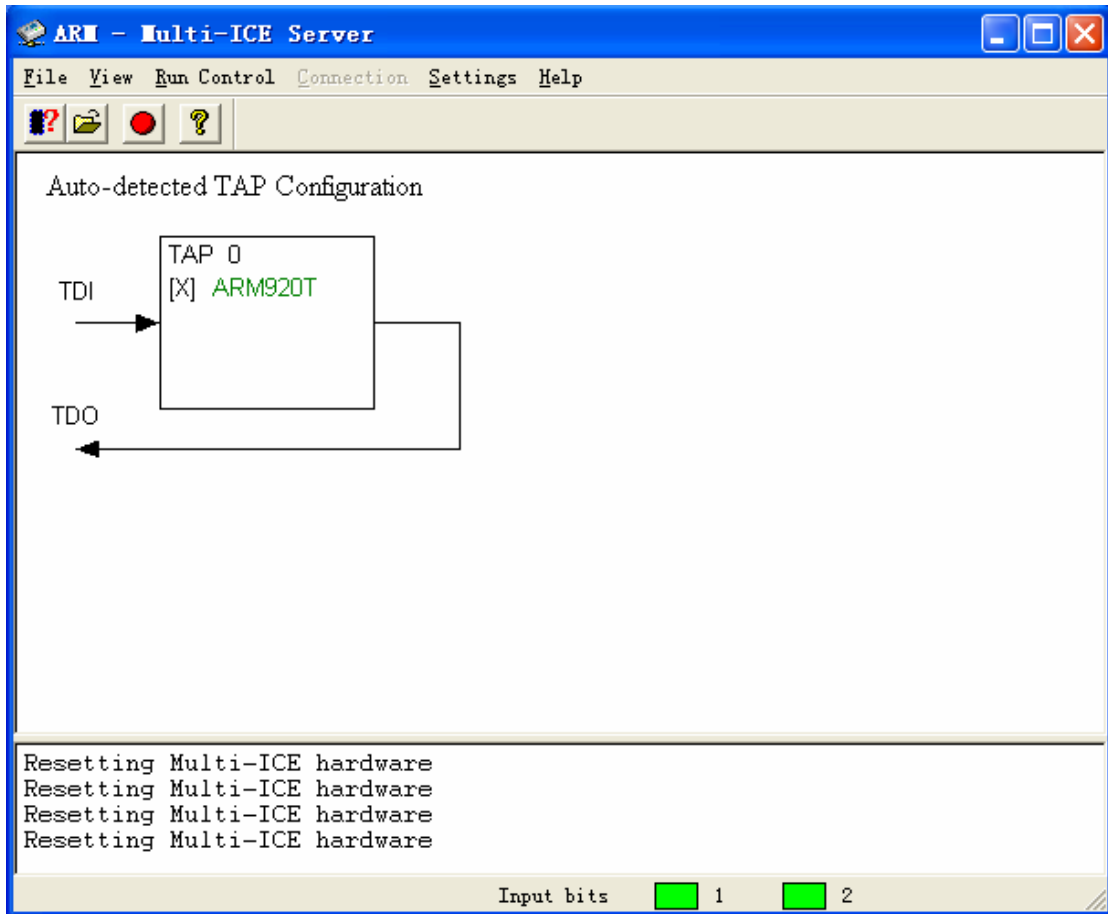 ARM - Multi-ICE Server
File View Run Control Connection Settings Help
Auto-detected TAP Configuration
TAP 0
TDI
[X] ARM920T
TDO
Resetting Multi-ICE hardware
Resetting Multi-ICE hardware
Resetting Multi-ICE hardware
Resetting Multi-ICE hardware
Input bits 1 2